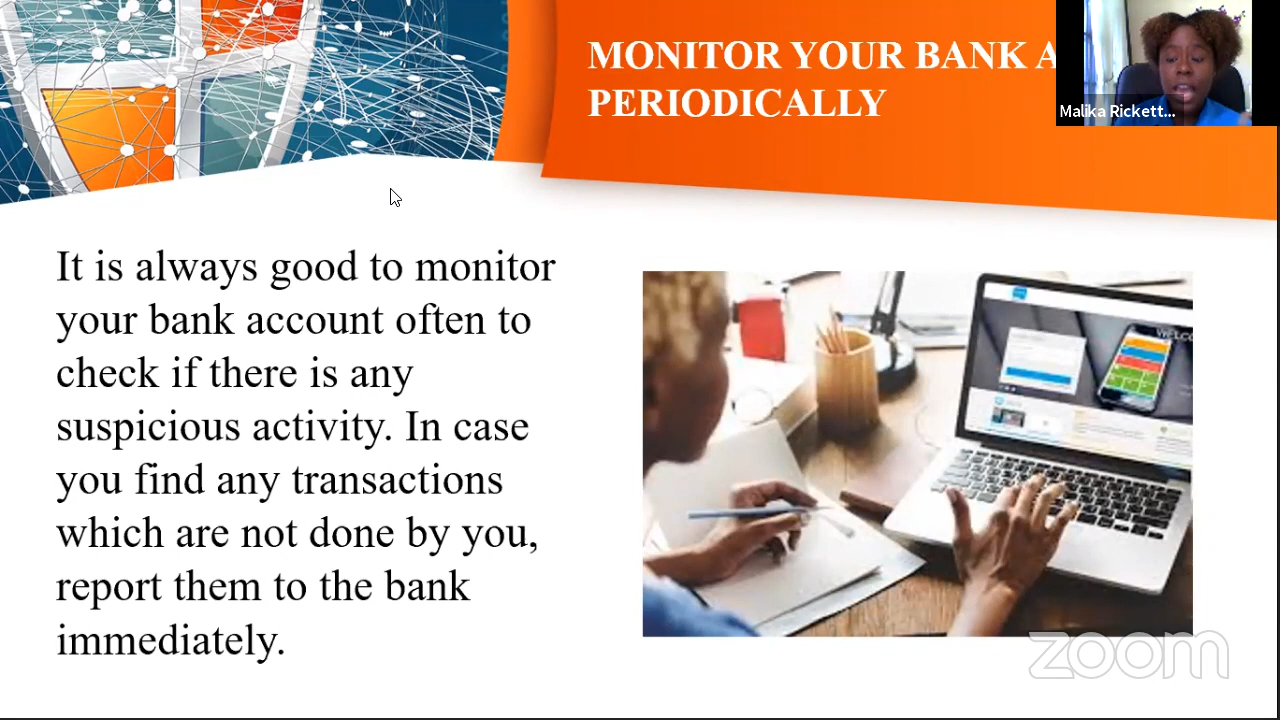 MONITOR YOUR BANK A
PERIODICALLY
Malika Rickett...
It is always good to monitor
your bank account often to
check if there is any
suspicious activity. In case
you find any transactions
which are not done by you,
report them to the bank
immediately.
zoom